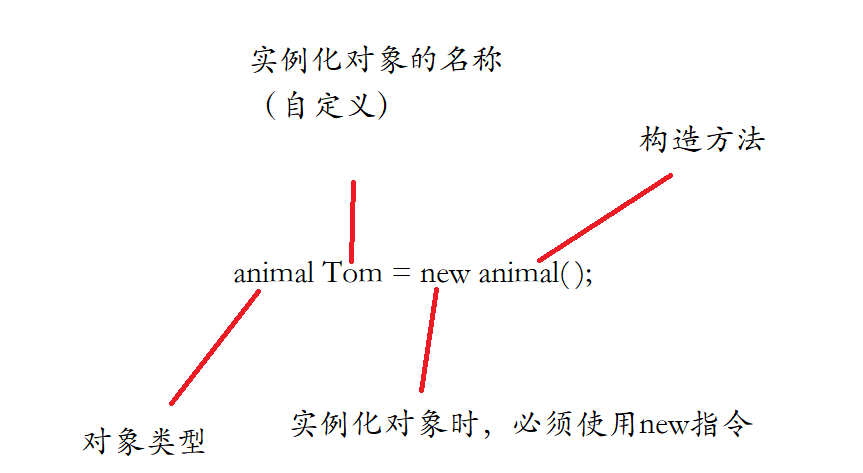 实例化对象的名称
（自定义）
构造方法
animal Tom = new animal( );
对象类型
实例化对象时，必须使用new指令